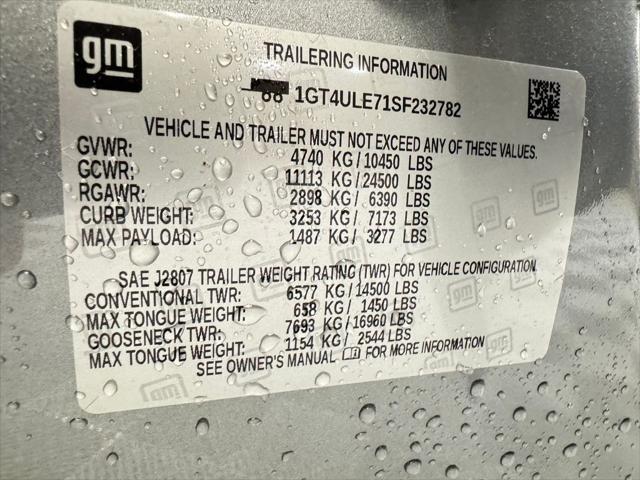 gm
TRAILERING INFORMATION
1GT4ULE71SF232782
VEHICLE AND TRAILER MUST NOT EXCEED ANY OF THESE VALUES.
GVWR: 4740 KG / 10450 LBS
GCWR: 11113 KG / 24500 LBS
RGAWR: 2898 KG / 6390 LBS
CURB WEIGHT: 3253 KG / 7173 LBS
MAX PAYLOAD: 1487 KG / 3277 LBS
SAE J2807 TRAILER WEIGHT RATING (TWR) FOR VEHICLE CONFIGURATION
CONVENTIONAL TWR: 6577 KG / 14500 LBS
MAX TONGUE WEIGHT: 658 KG / 1450 LBS
GOOSENECK TWR: 7693 KG / 16960 LBS
MAX TONGUE WEIGHT: 1154 KG / 2544 LBS
SEE OWNER'S MANUAL FOR MORE INFORMATION